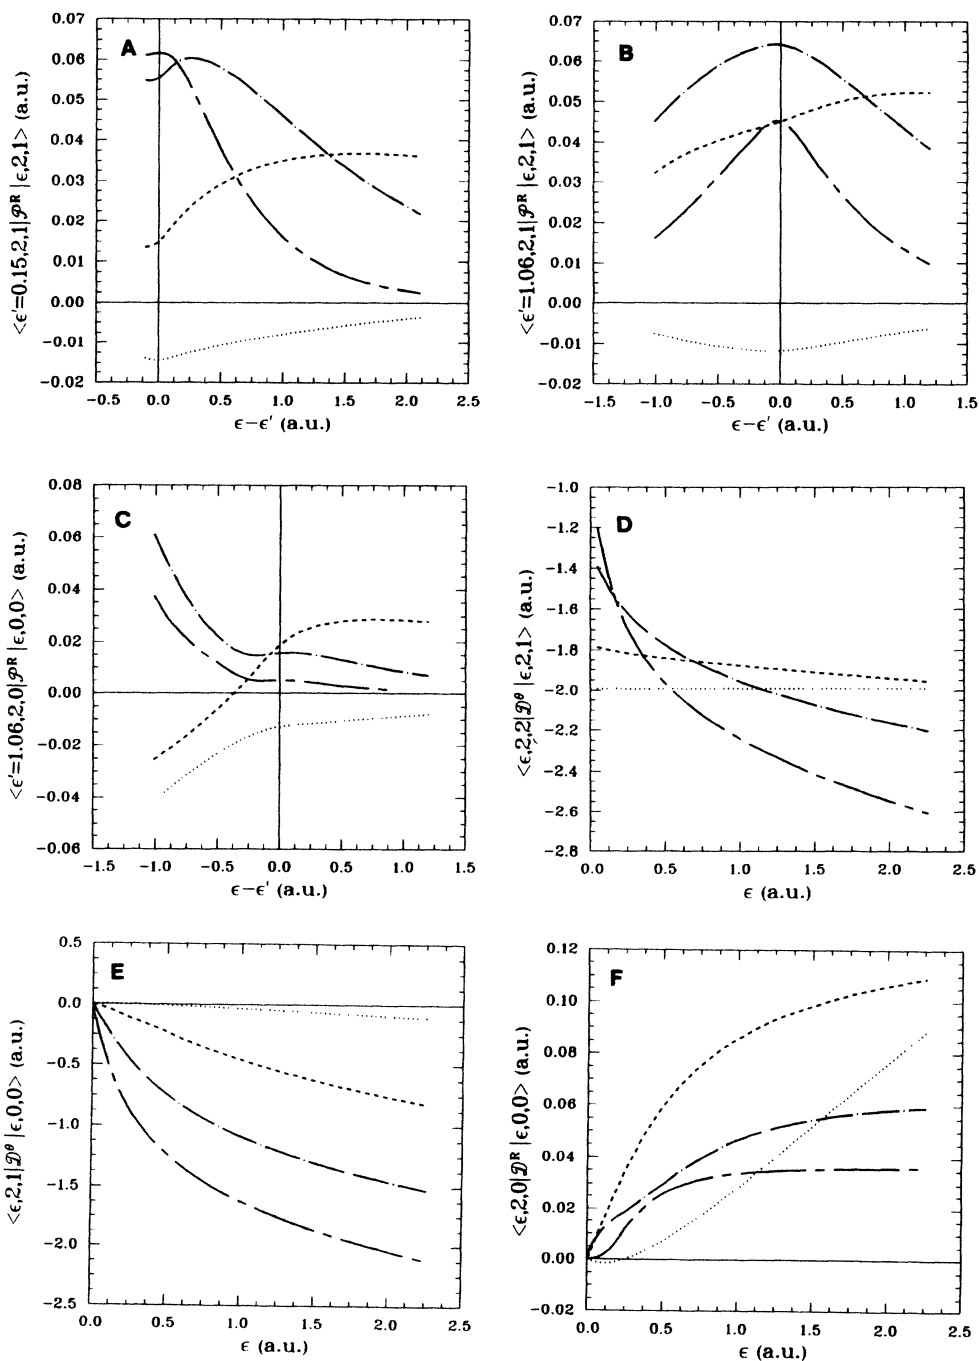 A
0.07
0.06
0.05
0.04
0.03
0.02
0.01
0.00
−0.01
−0.02
<ϵ′=0.15,2,1|𝒫ᴿ|ϵ,2,1> (a.u.)
−0.5 0.0 0.5 1.0 1.5 2.0 2.5
ϵ−ϵ′ (a.u.)
B
0.07
0.06
0.05
0.04
0.03
0.02
0.01
0.00
−0.01
−0.02
<ϵ′=1.06,2,1|𝒫ᴿ|ϵ,2,1> (a.u.)
−1.5 −1.0 −0.5 0.0 0.5 1.0 1.5
ϵ−ϵ′ (a.u.)
C
0.08
0.06
0.04
0.02
0.00
−0.02
−0.04
−0.06
<ϵ′=1.06,2,0|𝒫ᴿ|ϵ,0,0> (a.u.)
−1.5 −1.0 −0.5 0.0 0.5 1.0 1.5
ϵ−ϵ′ (a.u.)
D
−1.0
−1.2
−1.4
−1.6
−1.8
−2.0
−2.2
−2.4
−2.6
−2.8
<ϵ,2,2|𝒟ᶿ|ϵ,2,1> (a.u.)
0.0 0.5 1.0 1.5 2.0 2.5
ϵ (a.u.)
E
0.5
0.0
−0.5
−1.0
−1.5
−2.0
−2.5
<ϵ,2,1|𝒟ᶿ|ϵ,0,0> (a.u.)
0.0 0.5 1.0 1.5 2.0 2.5
ϵ (a.u.)
F
0.12
0.10
0.08
0.06
0.04
0.02
0.00
−0.02
<ϵ,2,0|𝒟ᴿ|ϵ,0,0> (a.u.)
0.0 0.5 1.0 1.5 2.0 2.5
ϵ (a.u.)